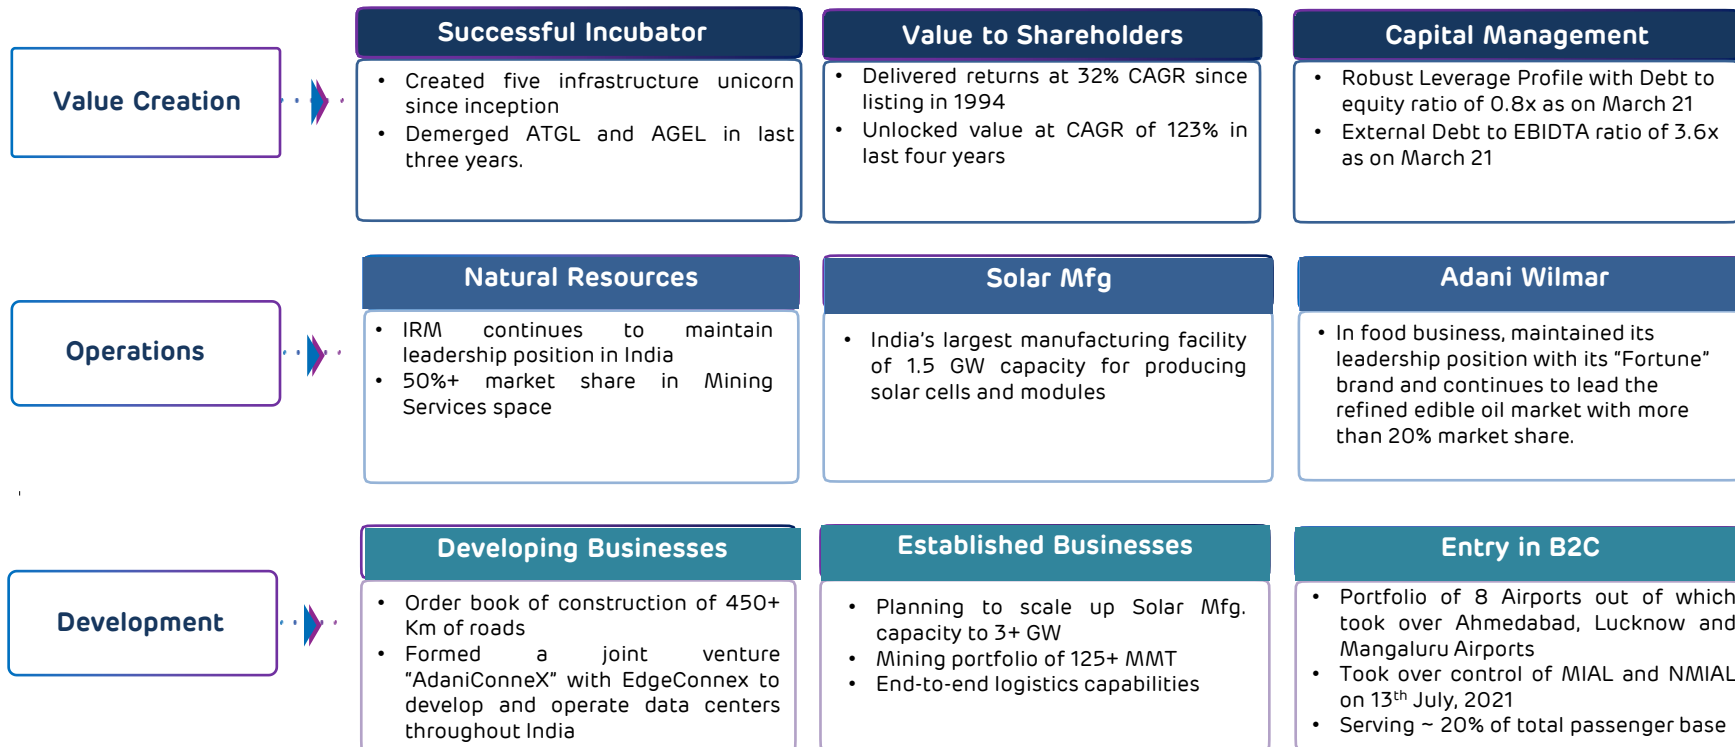 Value Creation
Successful Incubator
• Created five infrastructure unicorn
since inception
• Demerged ATGL and AGEL in last
three years.
Value to Shareholders
• Delivered returns at 32% CAGR since
listing in 1994
• Unlocked value at CAGR of 123% in
last four years
Capital Management
• Robust Leverage Profile with Debt to
equity ratio of 0.8x as on March 21
• External Debt to EBIDTA ratio of 3.6x
as on March 21
Operations
Natural Resources
• IRM continues to maintain
leadership position in India
• 50%+ market share in Mining
Services space
Solar Mfg
• India's largest manufacturing facility
of 1.5 GW capacity for producing
solar cells and modules
Adani Wilmar
• In food business, maintained its
leadership position with its "Fortune"
brand and continues to lead the
refined edible oil market with more
than 20% market share.
Development
Developing Businesses
• Order book of construction of 450+
Km of roads
• Formed a joint venture
"AdaniConneX" with EdgeConnex to
develop and operate data centers
throughout India
Established Businesses
• Planning to scale up Solar Mfg.
capacity to 3+ GW
• Mining portfolio of 125+ MMT
• End-to-end logistics capabilities
Entry in B2C
• Portfolio of 8 Airports out of which
took over Ahmedabad, Lucknow and
Mangaluru Airports
• Took over control of MIAL and NMIAL
on 13th July, 2021
• Serving ~ 20% of total passenger base